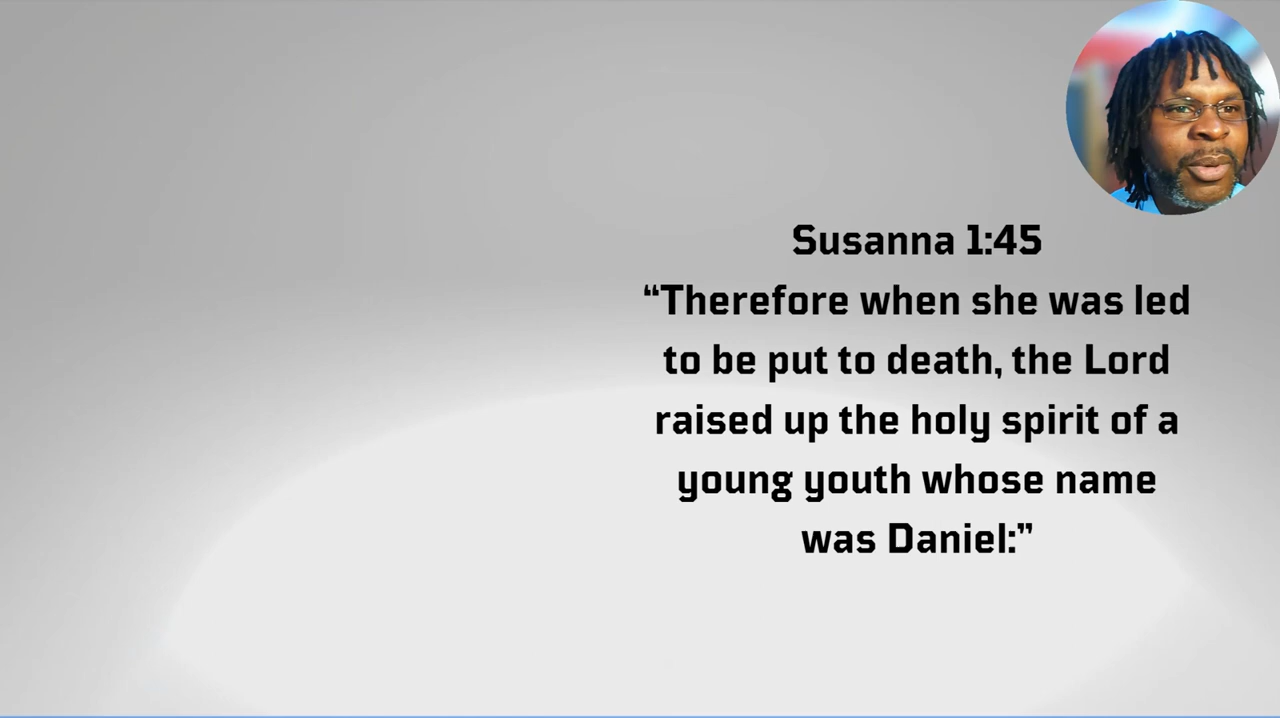 Susanna 1:45
“Therefore when she was led
to be put to death, the Lord
raised up the holy spirit of a
young youth whose name
was Daniel:”